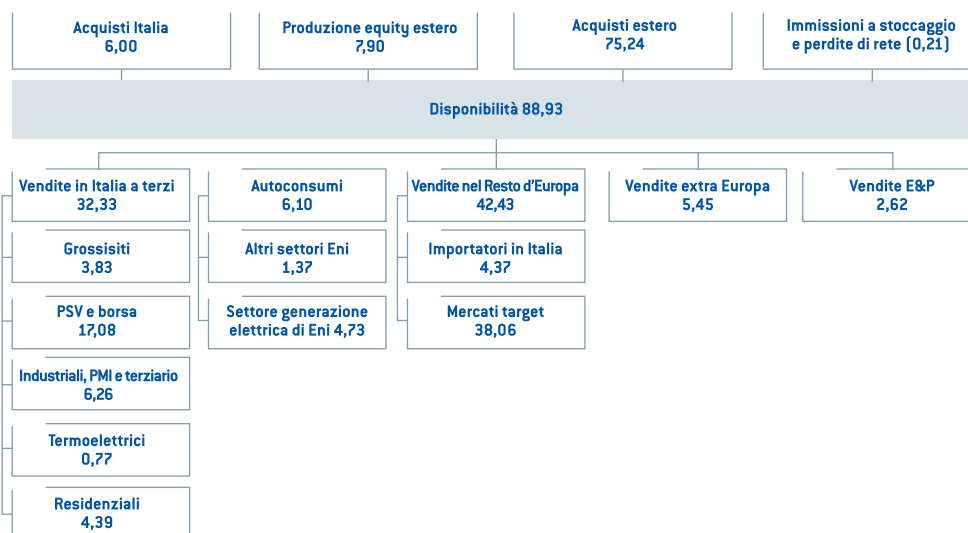 Acquisti Italia
6,00
Produzione equity estero
7,90
Acquisti estero
75,24
Immissioni a stoccaggio
e perdite di rete (0,21)
Disponibilità 88,93
Vendite in Italia a terzi
32,33
Autoconsumi
6,10
Vendite nel Resto d'Europa
42,43
Vendite extra Europa
5,45
Vendite E&P
2,62
Grossisiti
3,83
Altri settori Eni
1,37
Importatori in Italia
4,37
PSV e borsa
17,08
Settore generazione
elettrica di Eni 4,73
Mercati target
38,06
Industriali, PMI e terziario
6,26
Termoelettrici
0,77
Residenziali
4,39